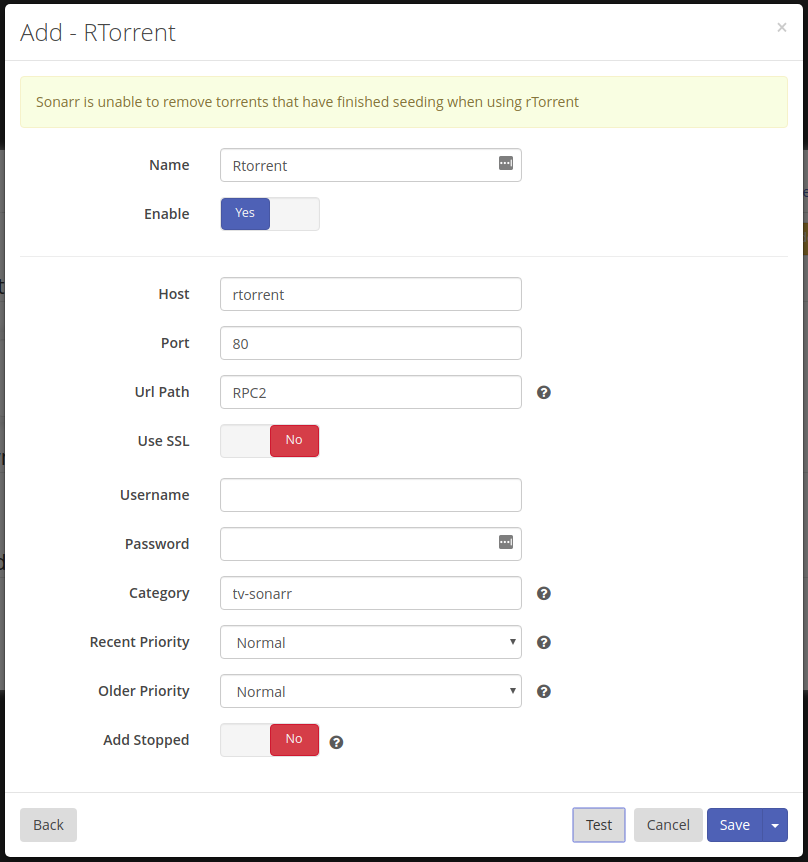 Add - RTorrent ×
Sonarr is unable to remove torrents that have finished seeding when using rTorrent
Name Rtorrent
Enable Yes
Host rtorrent
Port 80
Url Path RPC2
Use SSL No
Username
Password
Category tv-sonarr
Recent Priority Normal
Older Priority Normal
Add Stopped No
Back Test Cancel Save